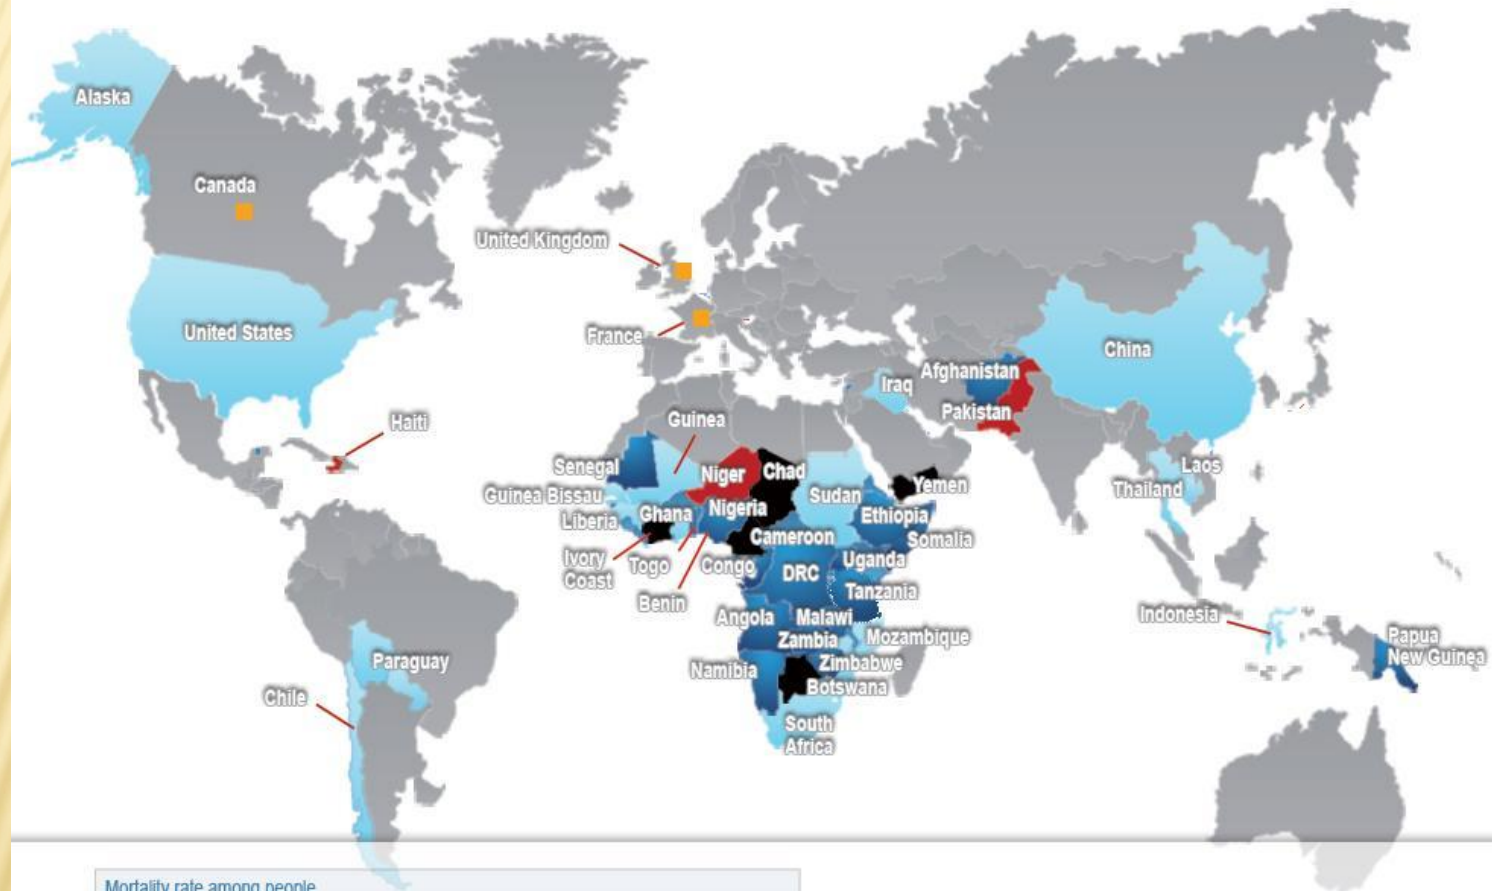 Alaska
Canada
United Kingdom
United States
France
China
Afghanistan
Iraq
Pakistan
Haiti
Guinea
Senegal
Niger
Chad
Laos
Guinea Bissau
Sudan
Yemen
Thailand
Liberia
Ghana
Nigeria
Ethiopia
Cameroon
Somalia
Ivory
Coast
Togo
Congo
DRC
Uganda
Benin
Tanzania
Angola
Malawi
Indonesia
Zambia
Mozambique
Papua
New Guinea
Paraguay
Namibia
Zimbabwe
Botswana
Chile
South
Africa
Mortality rate among people